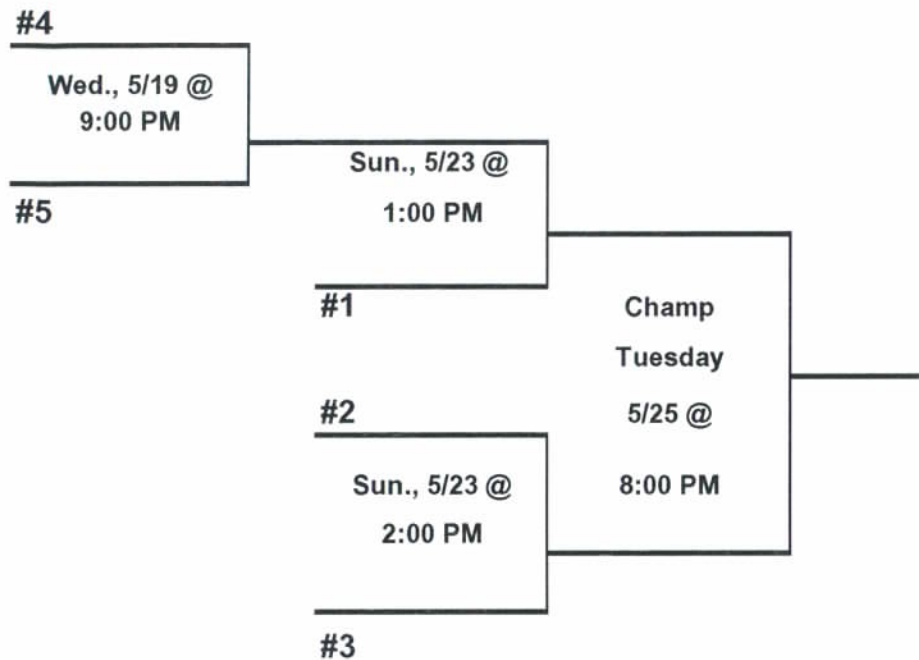 #4
Wed., 5/19 @
9:00 PM
#5
Sun., 5/23 @
1:00 PM
#1
Champ
Tuesday
5/25 @
8:00 PM
#2
Sun., 5/23 @
2:00 PM
#3